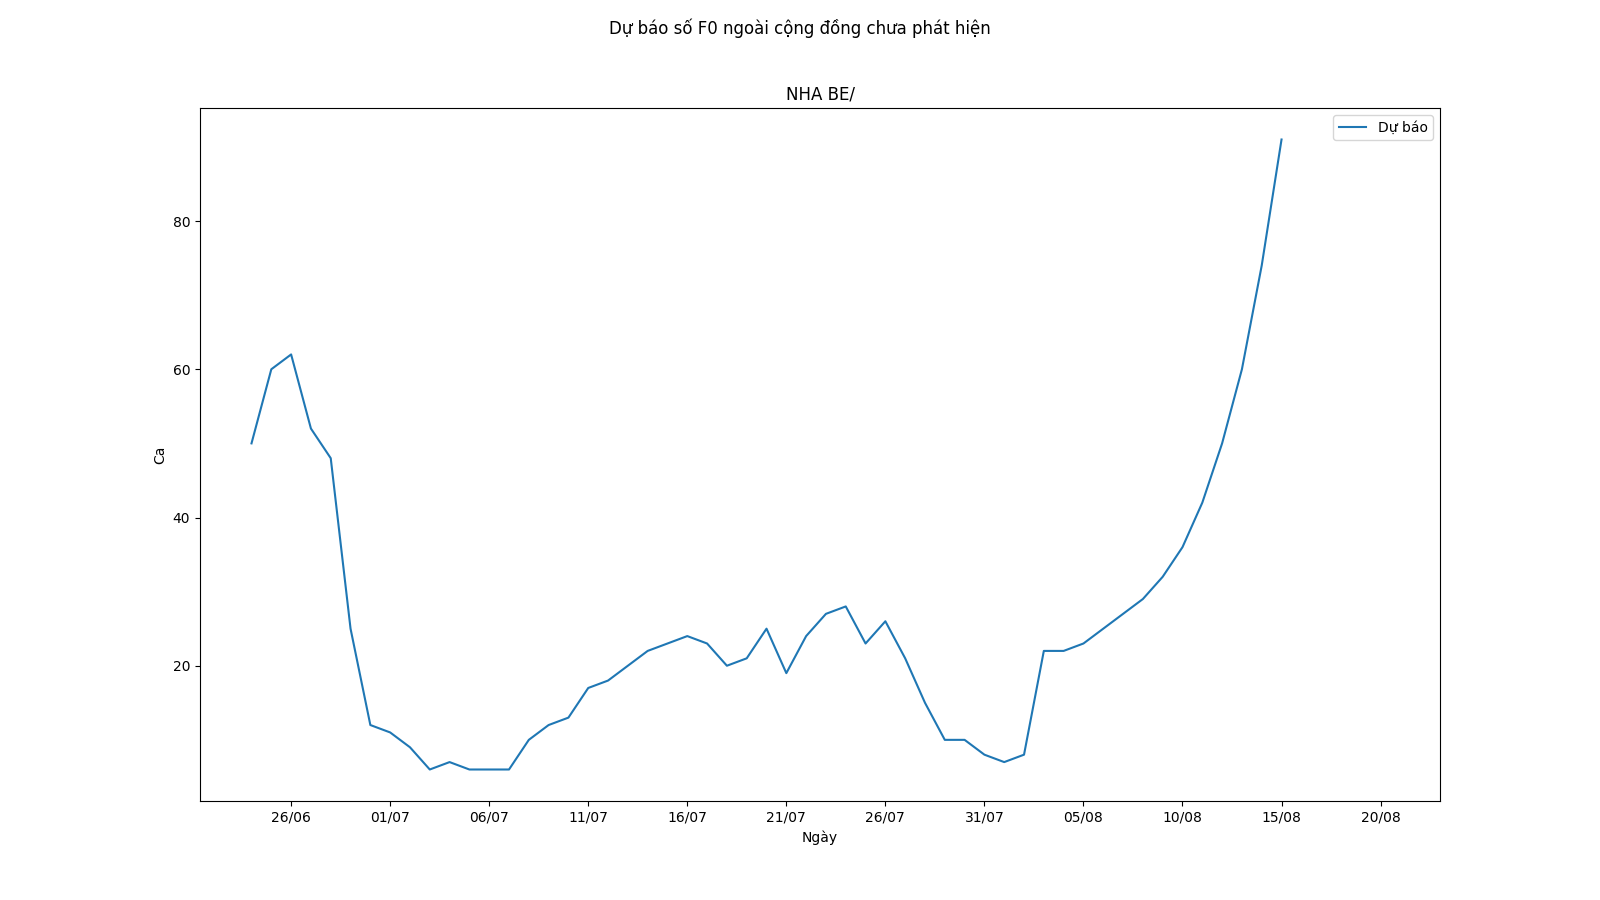 Dự báo số F0 ngoài cộng đồng chưa phát hiện
NHA BE/
Dự báo
80
60
40
20
Ca
26/06 01/07 06/07 11/07 16/07 21/07 26/07 31/07 05/08 10/08 15/08 20/08
Ngày